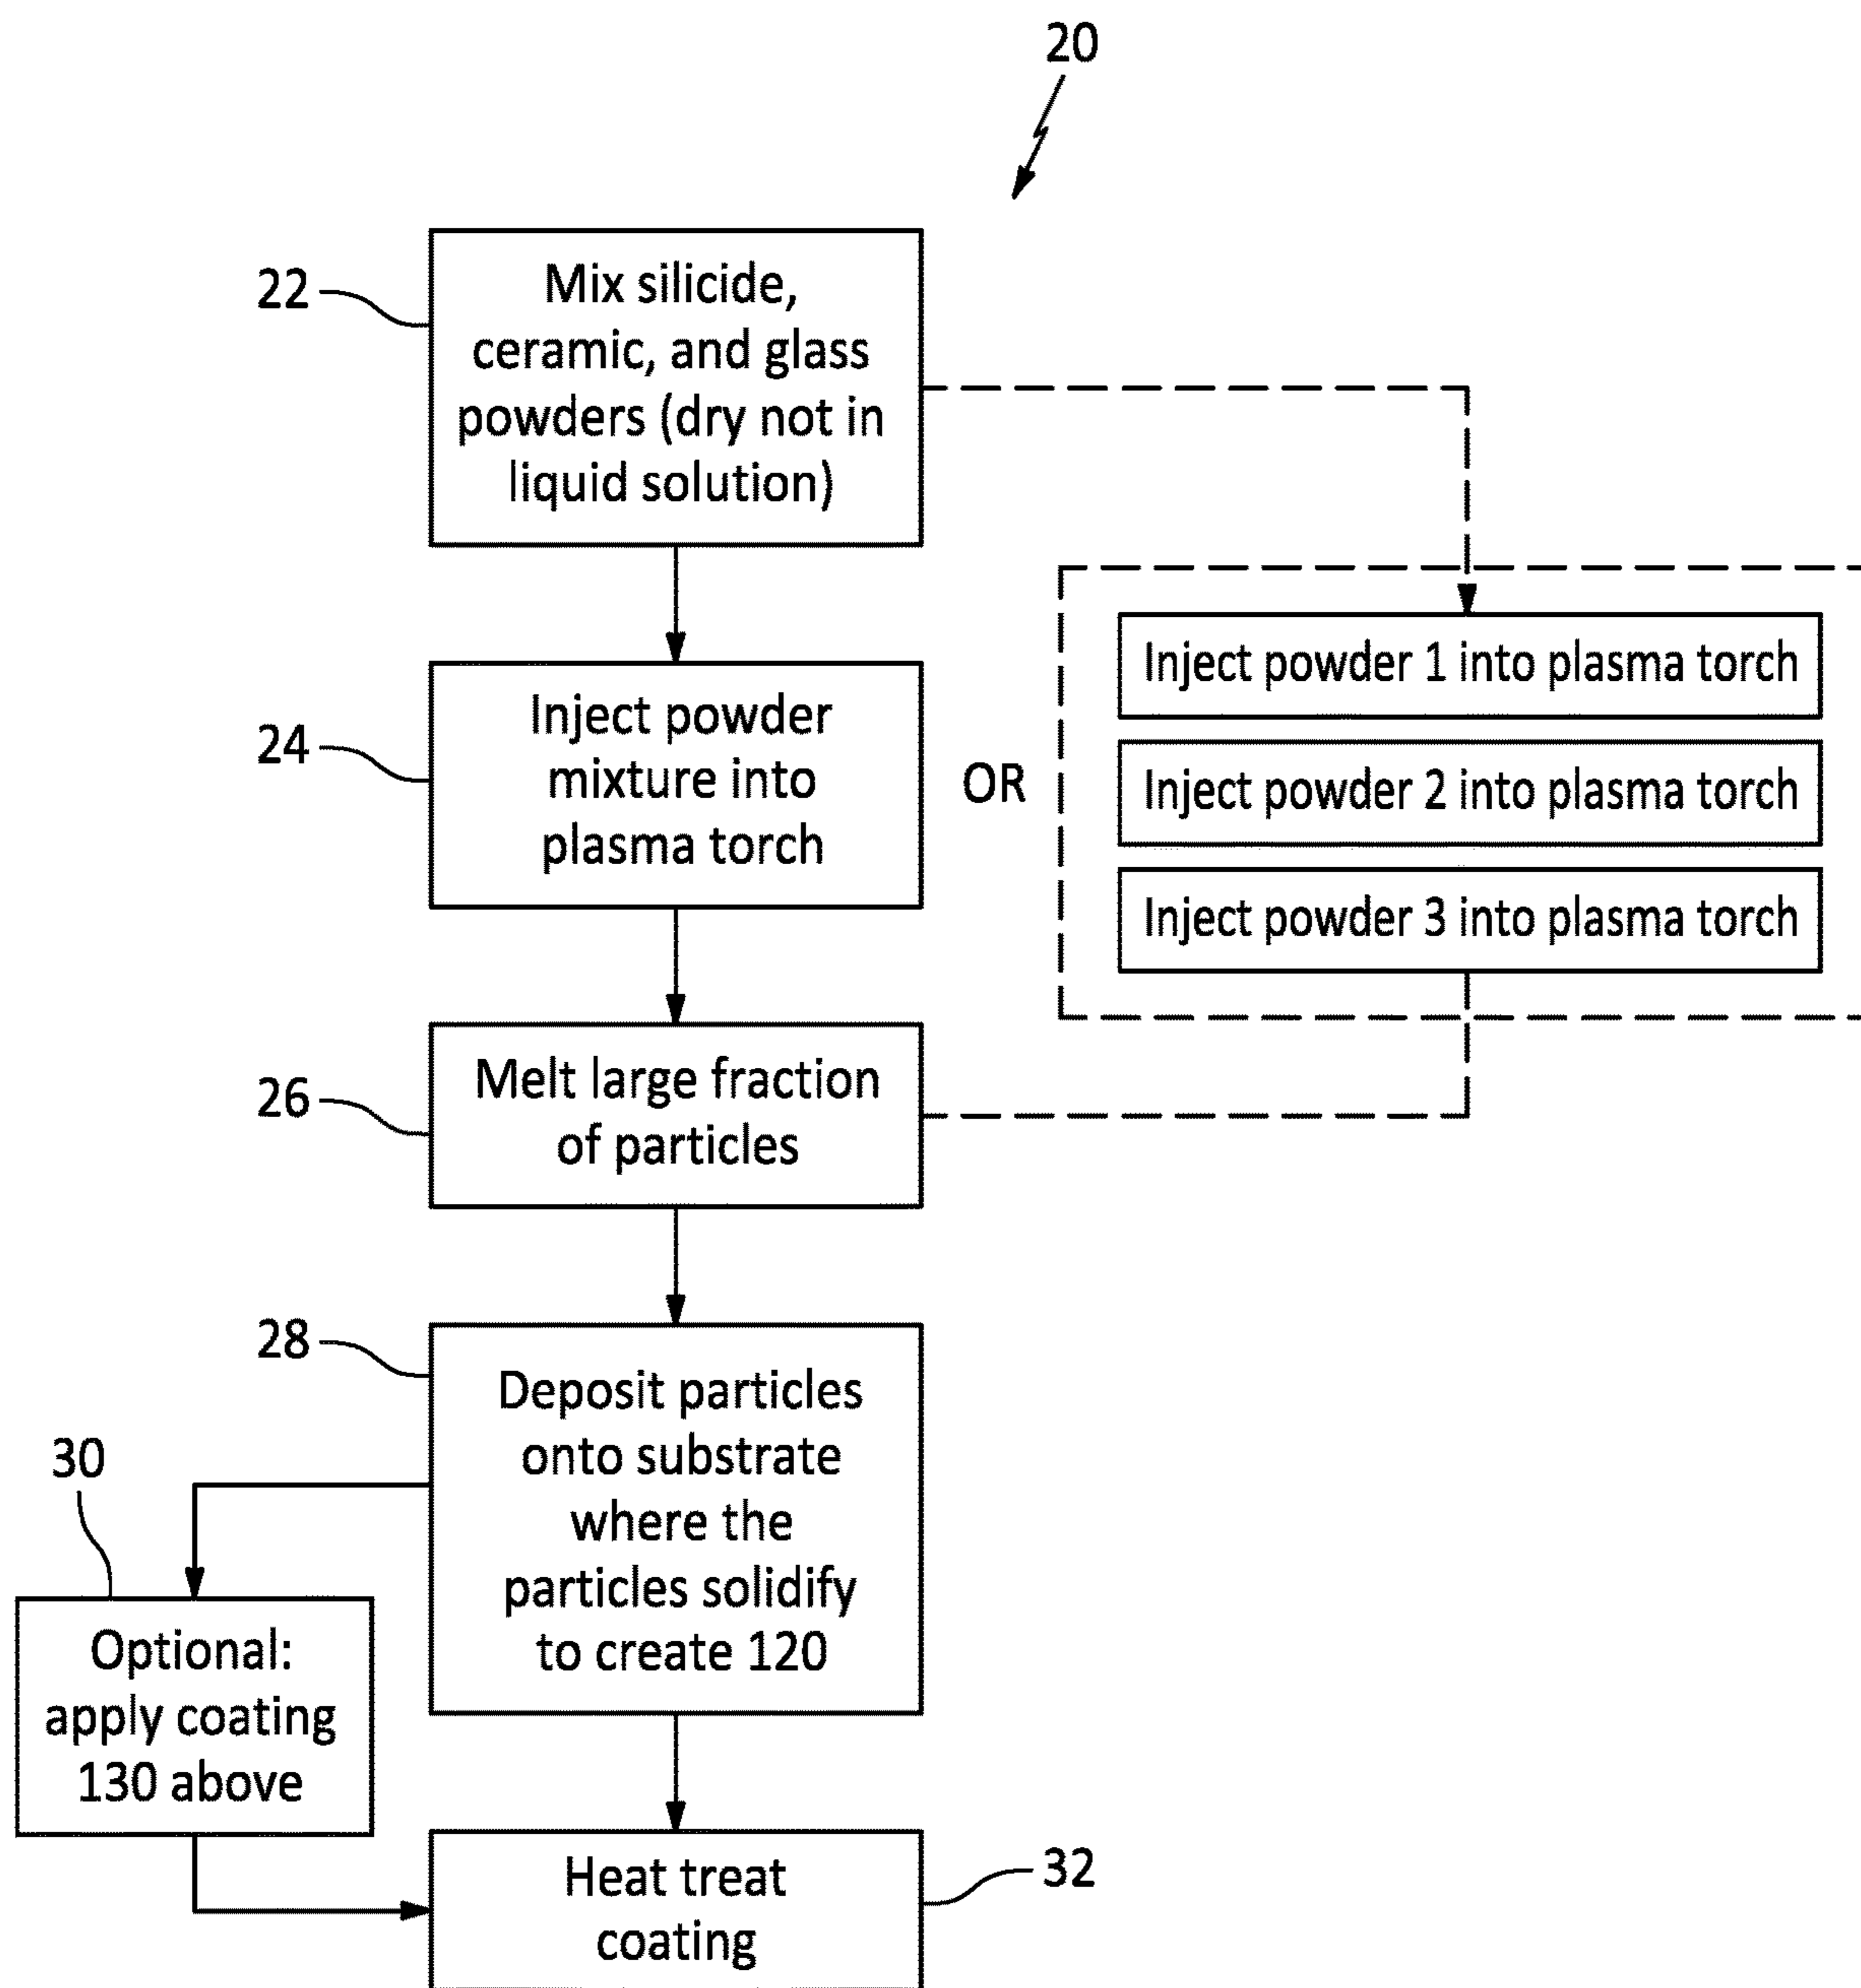 20
22
Mix silicide,
ceramic, and glass
powders (dry not in
liquid solution)
24
Inject powder
mixture into
plasma torch
OR
Inject powder 1 into plasma torch
Inject powder 2 into plasma torch
Inject powder 3 into plasma torch
26
Melt large fraction
of particles
28
Deposit particles
onto substrate
where the
particles solidify
to create 120
30
Optional:
apply coating
130 above
Heat treat
coating
32